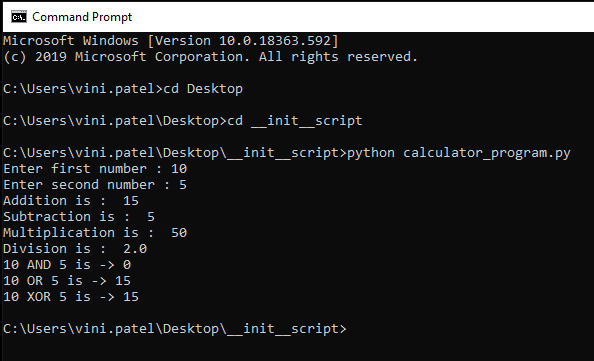 Command Prompt
Microsoft Windows [Version 10.0.18363.592]
(c) 2019 Microsoft Corporation. All rights reserved.
C:\Users\vini.patel>cd Desktop
C:\Users\vini.patel\Desktop>cd __init__script
C:\Users\vini.patel\Desktop\__init__script>python calculator_program.py
Enter first number : 10
Enter second number : 5
Addition is :  15
Subtraction is :  5
Multiplication is :  50
Division is :  2.0
10 AND 5 is -> 0
10 OR 5 is -> 15
10 XOR 5 is -> 15
C:\Users\vini.patel\Desktop\__init__script>